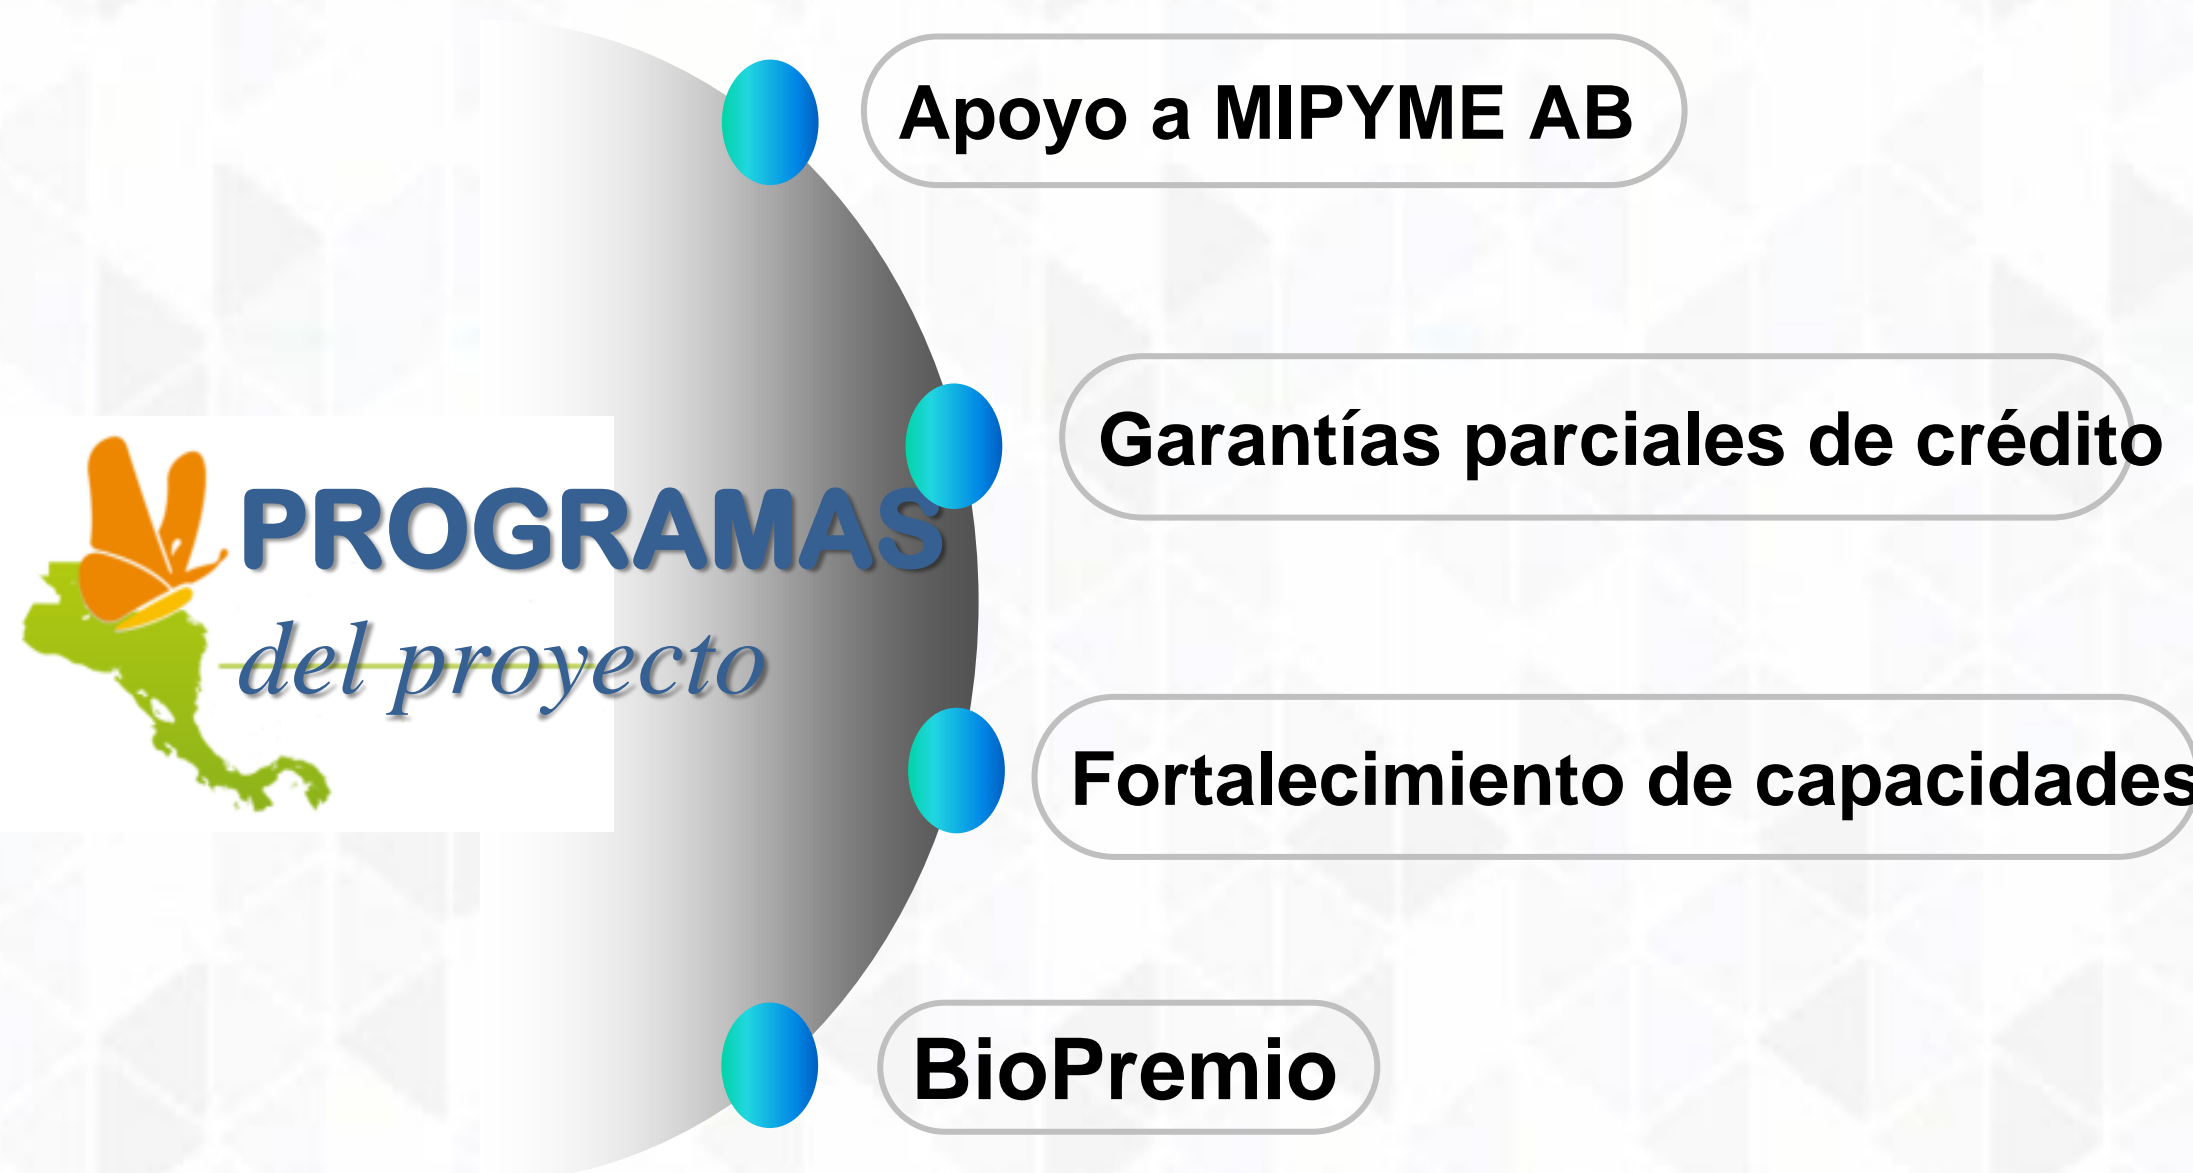 PROGRAMAS
del proyecto
Apoyo a MIPYME AB
Garantías parciales de crédito
Fortalecimiento de capacidades
BioPremio